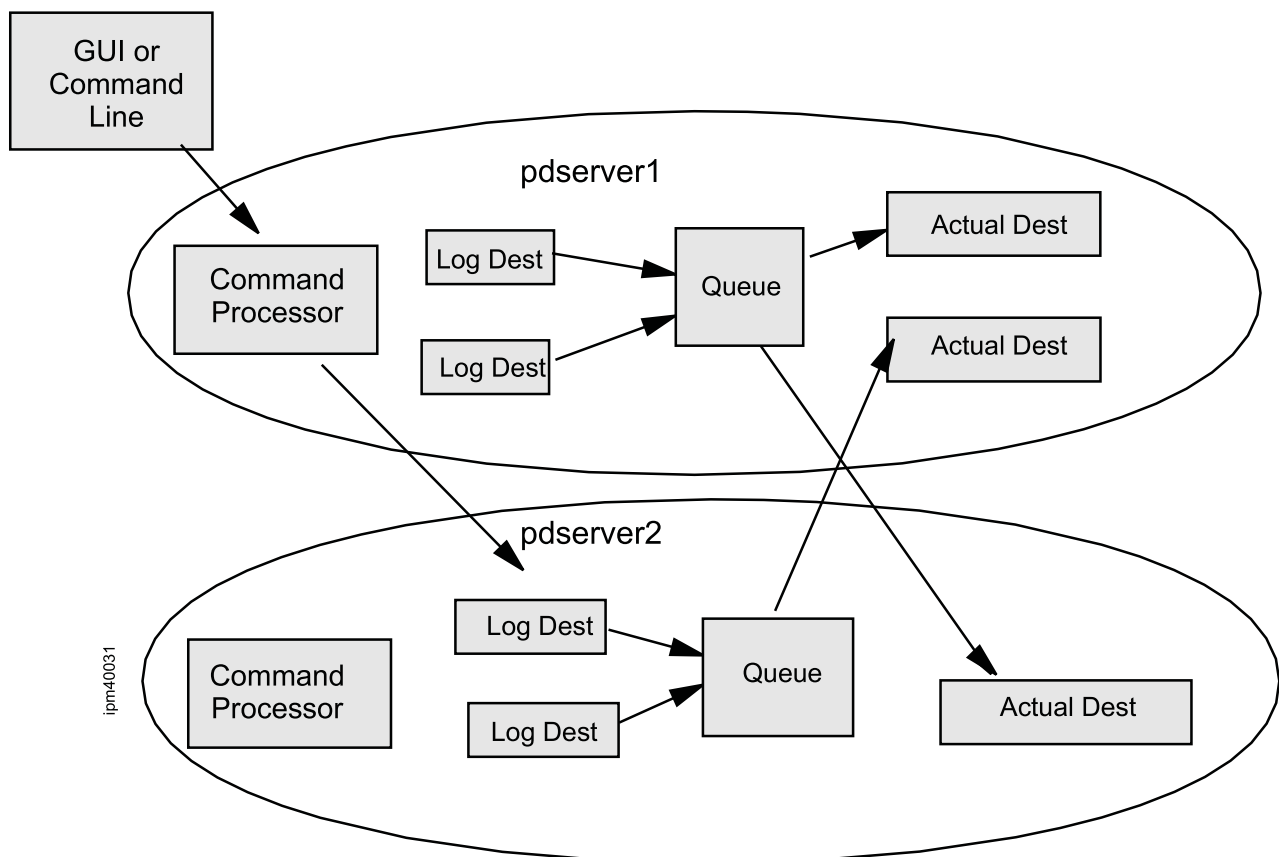 GUI or
Command
Line
pdserver1
Command
Processor
Log Dest
Log Dest
Queue
Actual Dest
Actual Dest
pdserver2
Command
Processor
Log Dest
Log Dest
Queue
Actual Dest
ipm40031